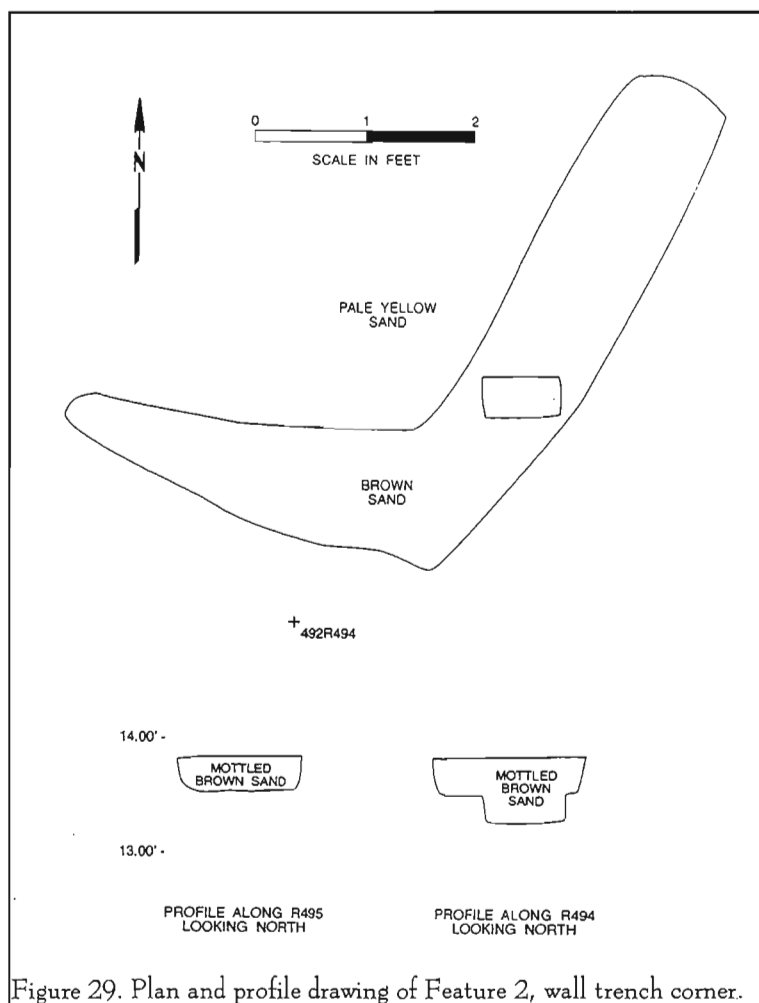 0 1 2
SCALE IN FEET
N
PALE YELLOW
SAND
BROWN
SAND
+492R494
14.00' -
13.00' -
MOTTLED
BROWN SAND
MOTTLED
BROWN
SAND
PROFILE ALONG R495
LOOKING NORTH
PROFILE ALONG R494
LOOKING NORTH
Figure 29. Plan and profile drawing of Feature 2, wall trench corner.